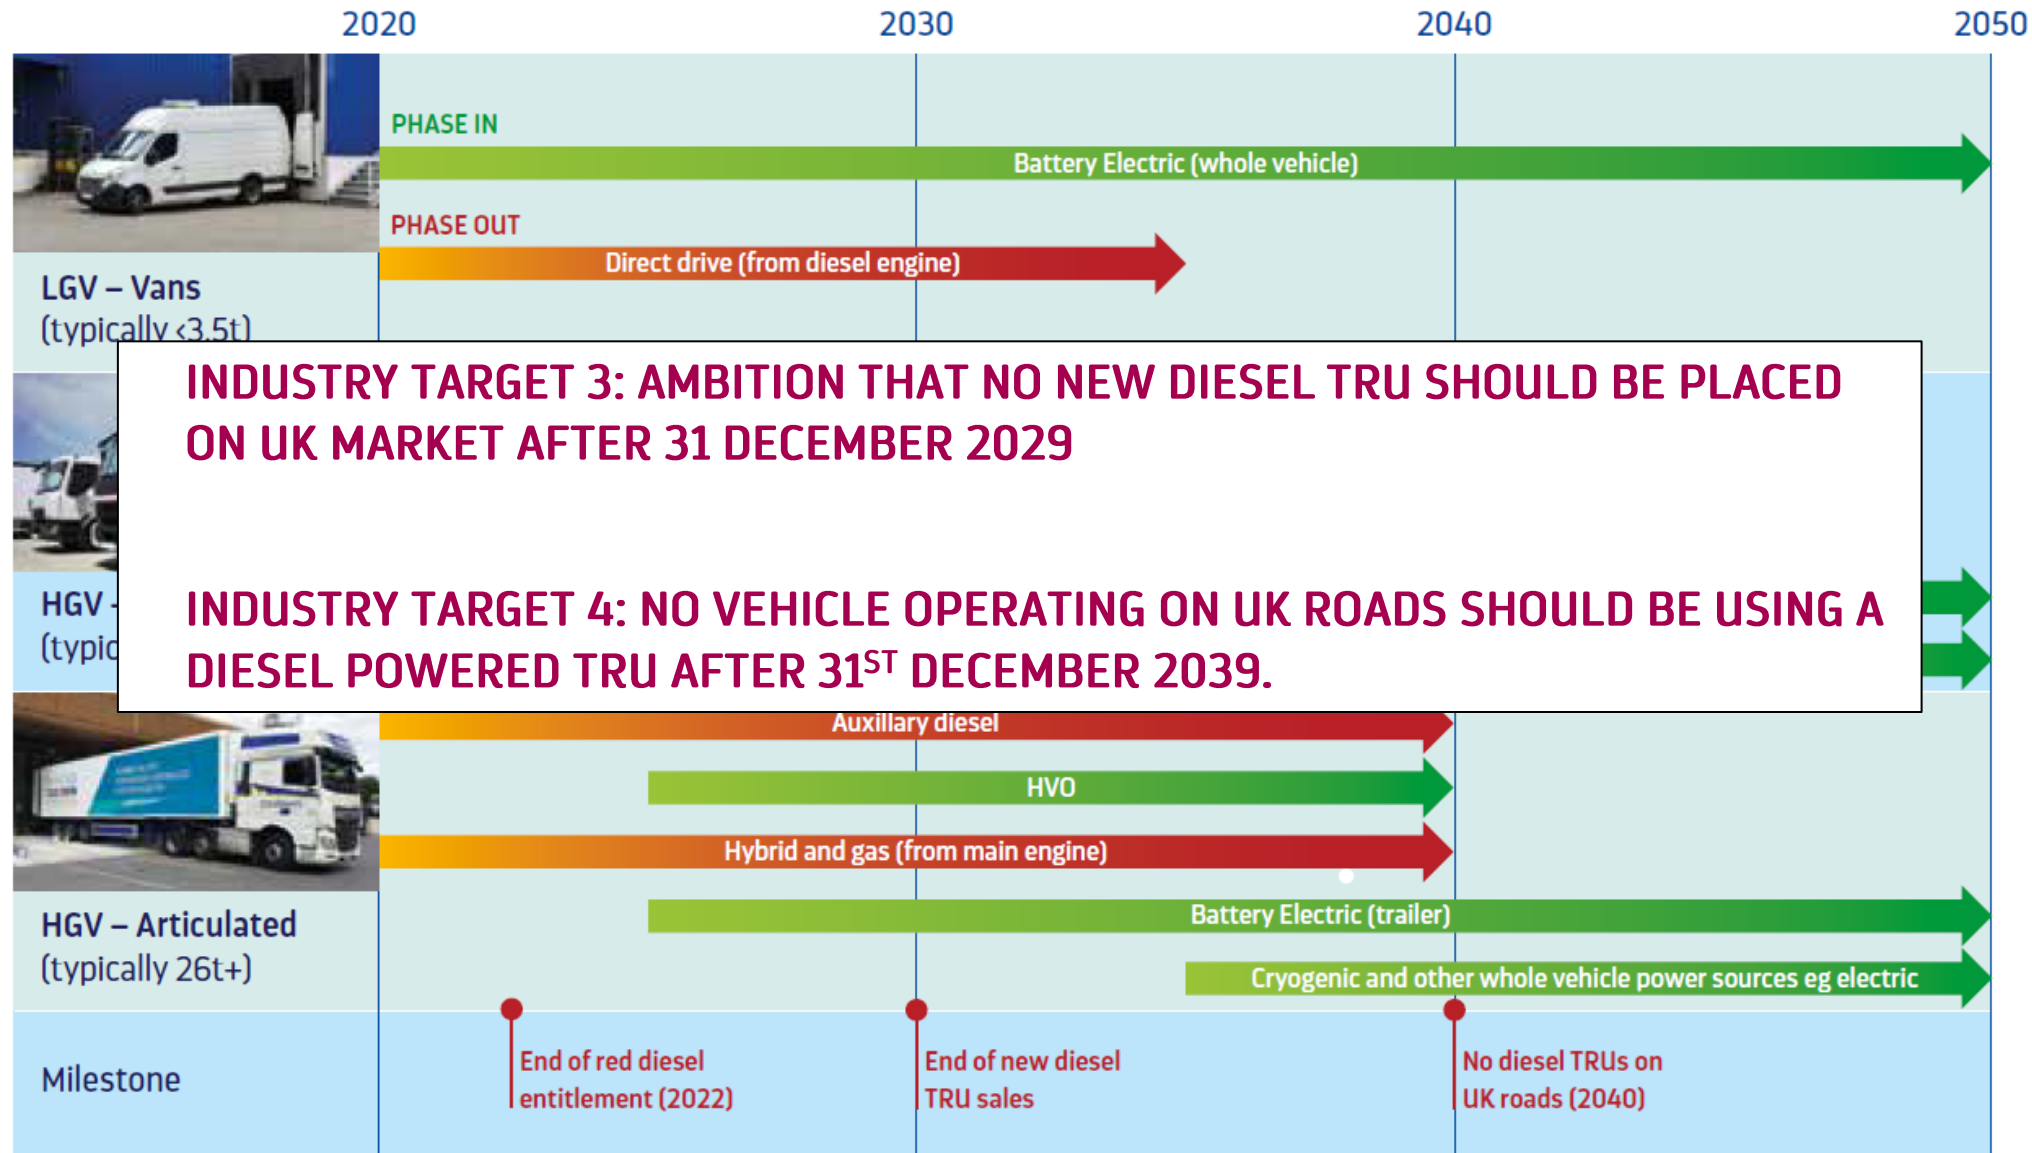 2020 2030 2040 2050
PHASE IN
Battery Electric (whole vehicle)
PHASE OUT
Direct drive (from diesel engine)
LGV – Vans
(typically <3.5t)
INDUSTRY TARGET 3: AMBITION THAT NO NEW DIESEL TRU SHOULD BE PLACED
ON UK MARKET AFTER 31 DECEMBER 2029
INDUSTRY TARGET 4: NO VEHICLE OPERATING ON UK ROADS SHOULD BE USING A
DIESEL POWERED TRU AFTER 31ST DECEMBER 2039.
HGV
Auxillary diesel
HVO
Hybrid and gas (from main engine)
Battery Electric (trailer)
Cryogenic and other whole vehicle power sources eg electric
HGV – Articulated
(typically 26t+)
Milestone
End of red diesel
entitlement (2022)
End of new diesel
TRU sales
No diesel TRUs on
UK roads (2040)